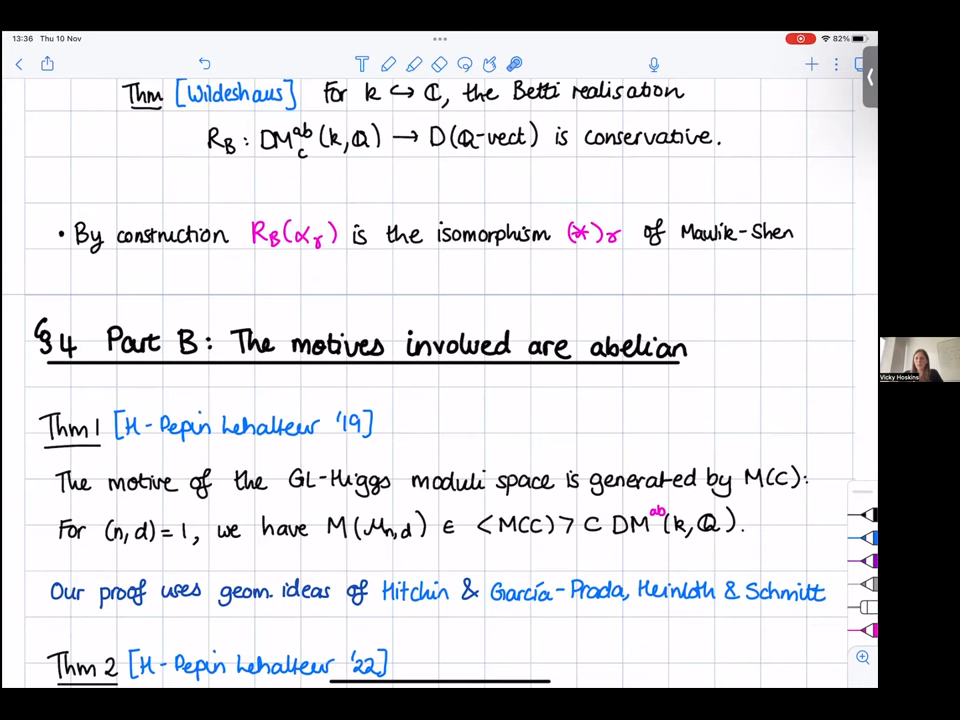 13:36 Thu 10 Nov
82%
Thm [Wildeshaus] For k ↪ ℂ, the Betti realisation
R_B : DM_c^{ab}(k,ℚ) → D(ℚ-vect) is conservative.
• By construction R_B(α_γ) is the isomorphism (*)_γ of Maulik-Shen
§4 Part B: The motives involved are abelian
Thm 1 [H-Pepin Lehalleur '19]
The motive of the GL-Higgs moduli space is generated by M(C):
For (n,d)=1, we have M(M_{n,d}) ∈ <M(C)> ⊂ DM^{ab}(k,ℚ).
Our proof uses geom. ideas of Hitchin & García-Prada, Heinloth & Schmitt
Thm 2 [H-Pepin Lehalleur '22]
Vicky Hoskins